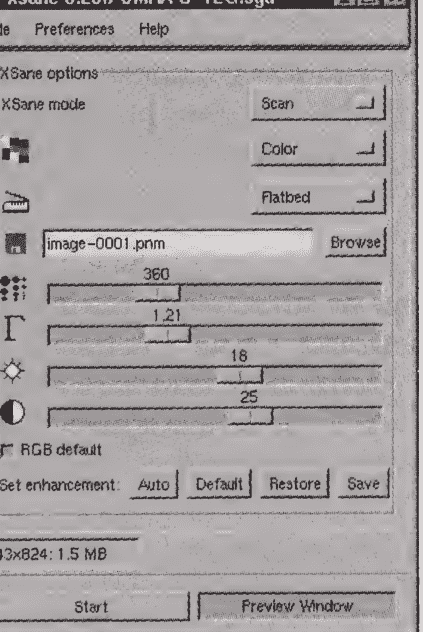 Preferences Help
XSane options
XSane mode Scan
Color
Flatbed
image-0001.pnm Browse
360
1.21
18
25
RGB default
Set enhancement: Auto Default Restore Save
43x824: 1.5 MB
Start Preview Window